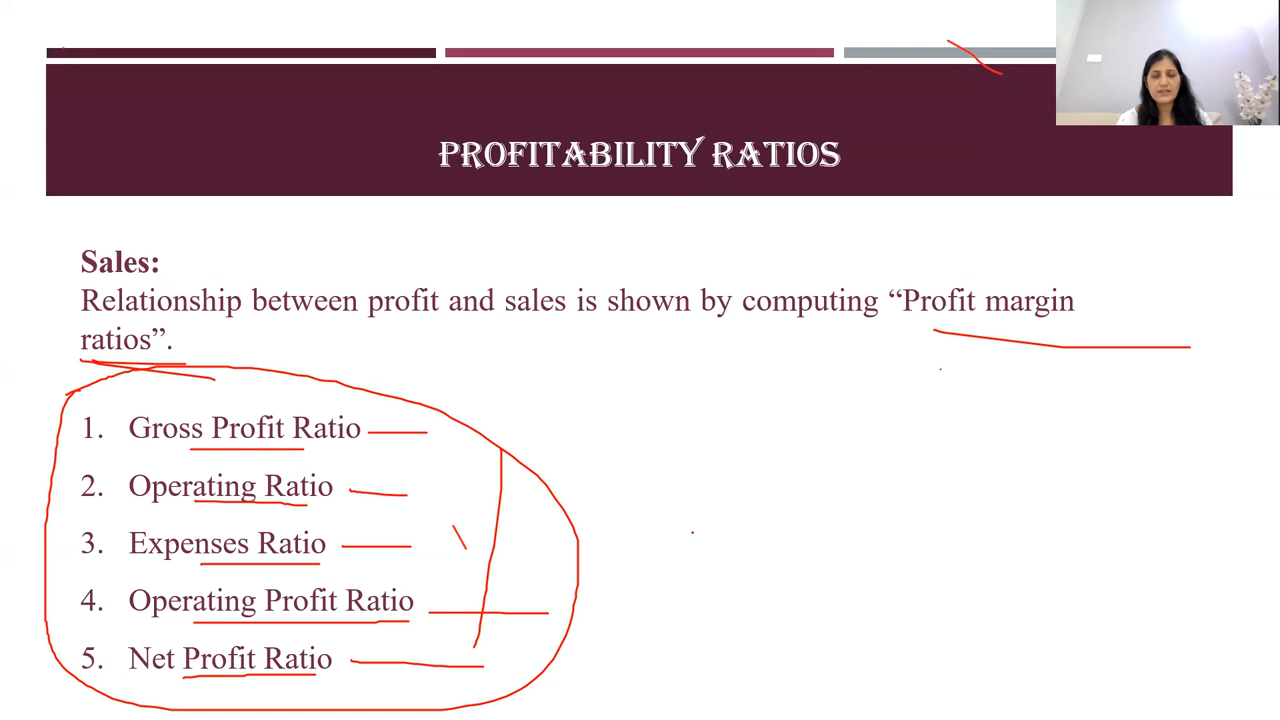 PROFITABILITY RATIOS
Sales:
Relationship between profit and sales is shown by computing “Profit margin
ratios”.
1. Gross Profit Ratio
2. Operating Ratio
3. Expenses Ratio
4. Operating Profit Ratio
5. Net Profit Ratio